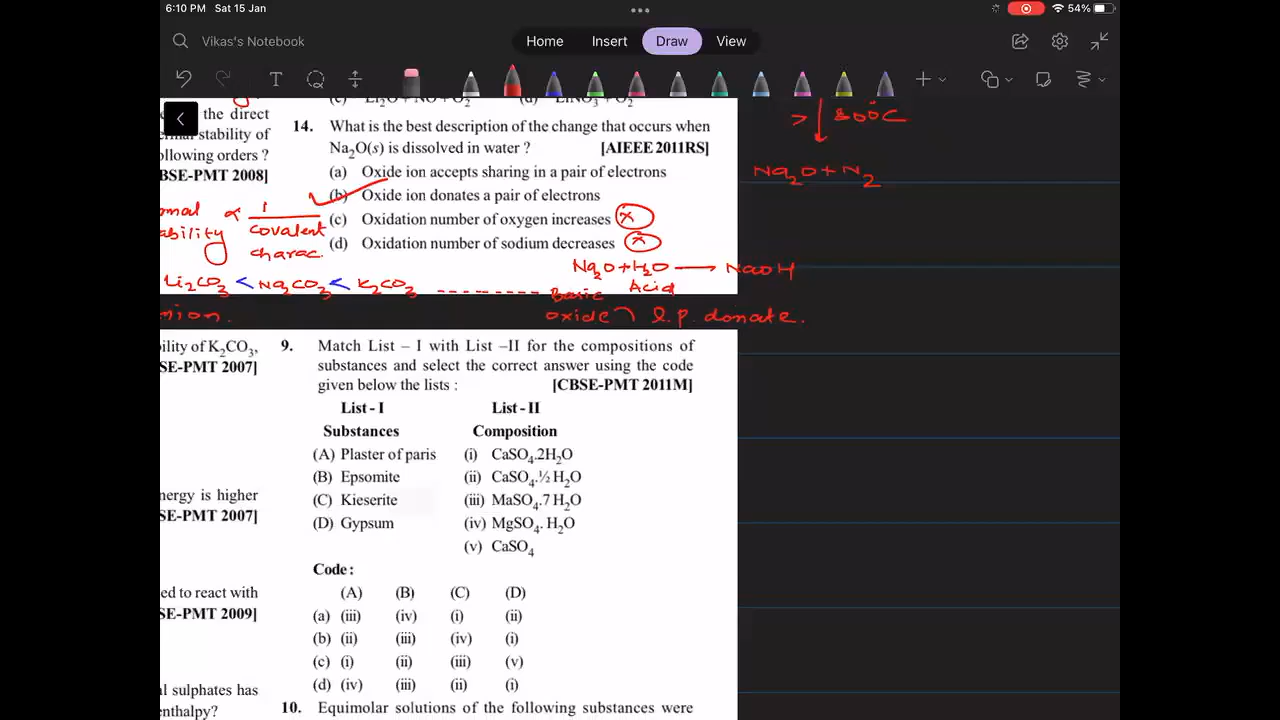 6:10 PM Sat 15 Jan
54%
Vikas's Notebook
Home Insert Draw View
the direct
stability of
ollowing orders ?
BSE-PMT 2008]
14. What is the best description of the change that occurs when
Na2O(s) is dissolved in water ? [AIEEE 2011RS]
(a) Oxide ion accepts sharing in a pair of electrons
(b) Oxide ion donates a pair of electrons
(c) Oxidation number of oxygen increases x
(d) Oxidation number of sodium decreases x
mal ability ∝ 1 / covalent charac.
Li2CO3 < Na2CO3 < K2CO3 --------
Na2O + H2O → NaOH
Basic oxide Acid
nion.
l.p. donate.
> ↓ 800°C
Na2O + N2
ility of K2CO3,
SE-PMT 2007]
nergy is higher
SE-PMT 2007]
ed to react with
SE-PMT 2009]
al sulphates has
enthalpy?
9. Match List – I with List –II for the compositions of
substances and select the correct answer using the code
given below the lists : [CBSE-PMT 2011M]
List - I List - II
Substances Composition
(A) Plaster of paris (i) CaSO4.2H2O
(B) Epsomite (ii) CaSO4.½ H2O
(C) Kieserite (iii) MaSO4.7 H2O
(D) Gypsum (iv) MgSO4. H2O
(v) CaSO4
Code :
(A) (B) (C) (D)
(a) (iii) (iv) (i) (ii)
(b) (ii) (iii) (iv) (i)
(c) (i) (ii) (iii) (v)
(d) (iv) (iii) (ii) (i)
10. Equimolar solutions of the following substances were